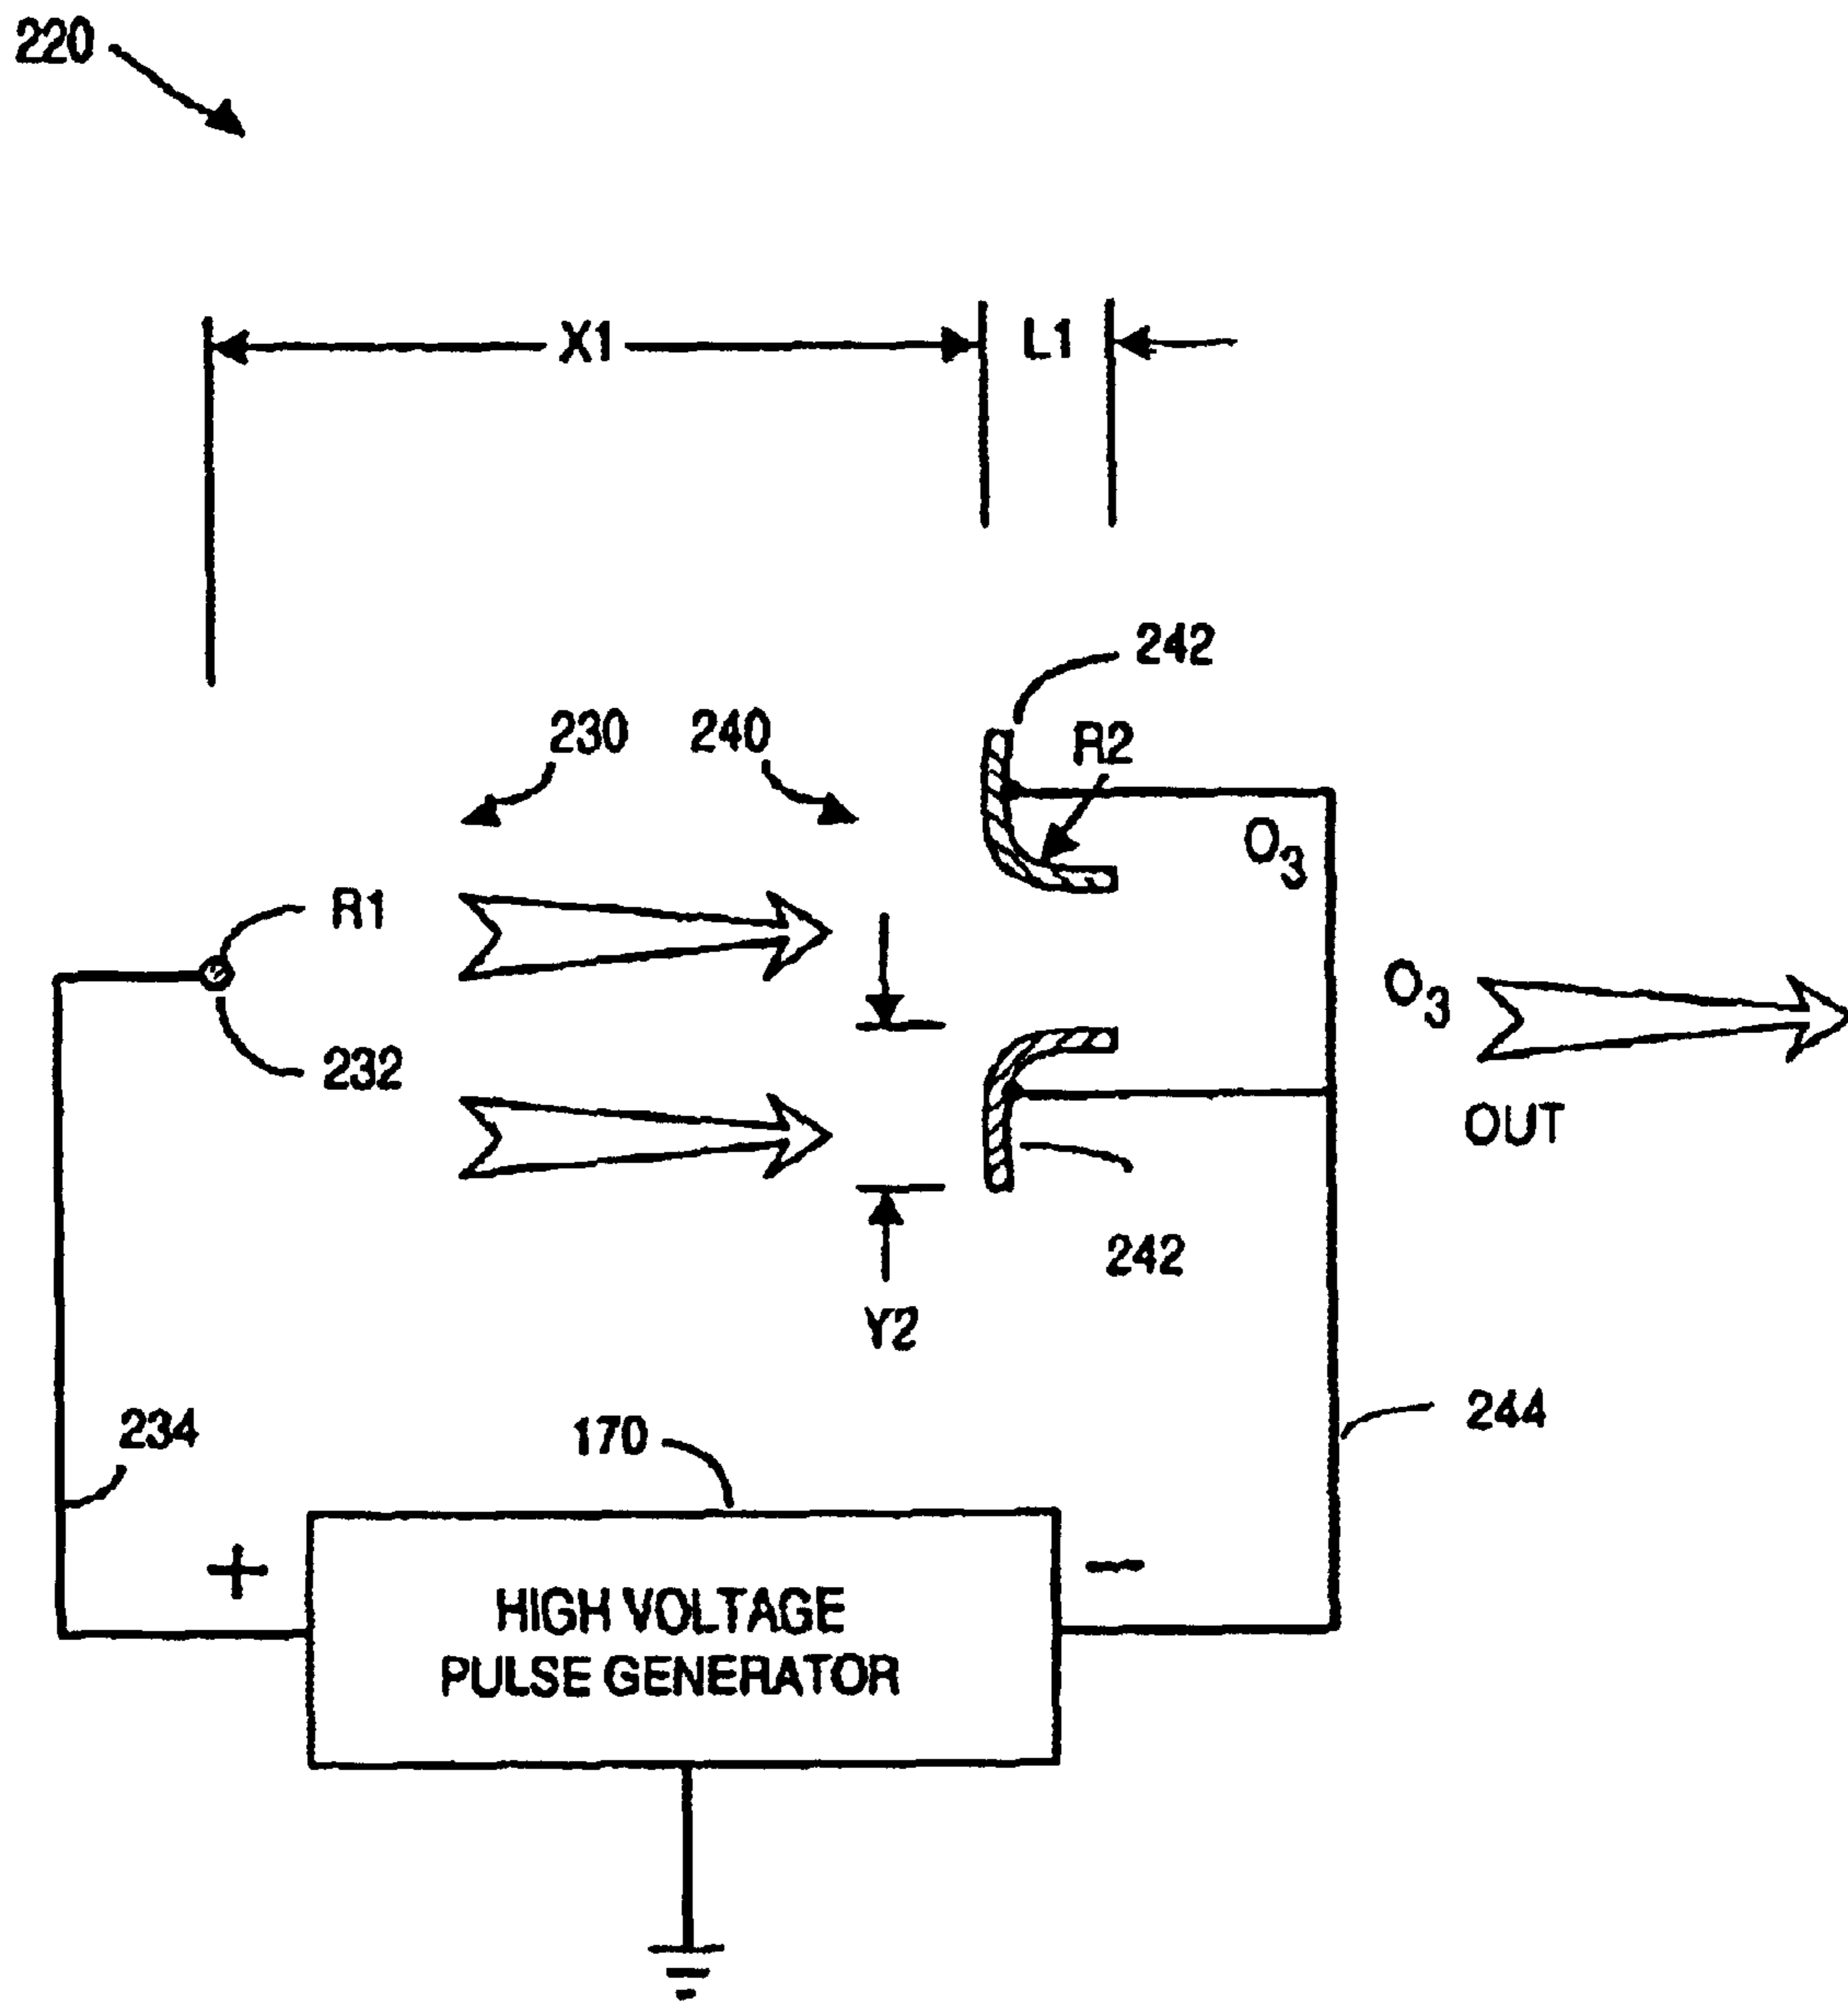 220
X1
L1
242
230
240
R2
O3
R1
O3
232
OUT
242
Y2
234
170
244
+
−
HIGH VOLTAGE
PULSE GENERATOR